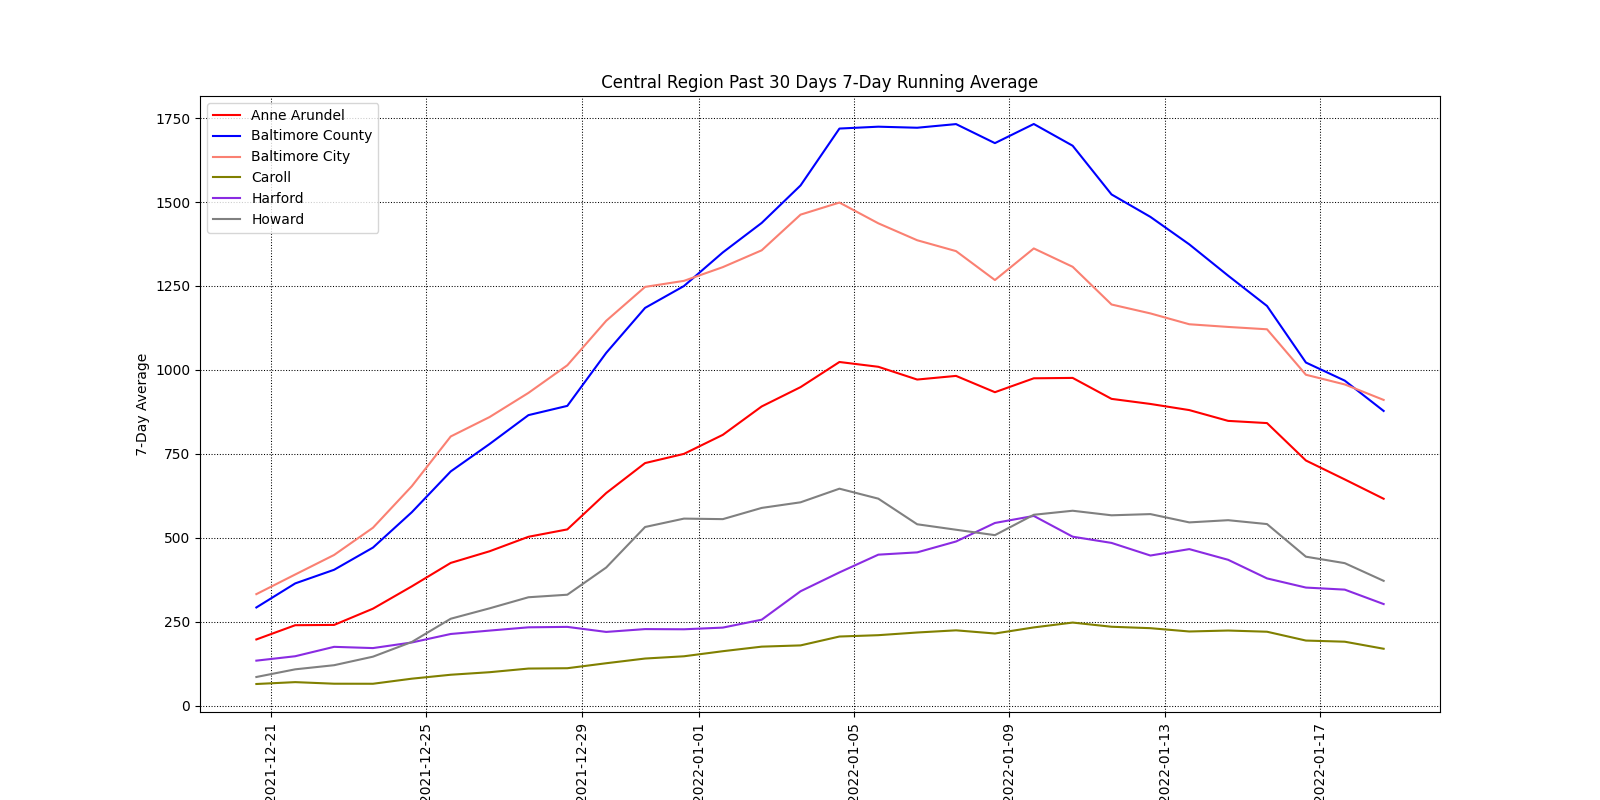 Central Region Past 30 Days 7-Day Running Average
Anne Arundel
Baltimore County
Baltimore City
Caroll
Harford
Howard
7-Day Average
1750
1500
1250
1000
750
500
250
0
2021-12-21
2021-12-25
2021-12-29
2022-01-01
2022-01-05
2022-01-09
2022-01-13
2022-01-17